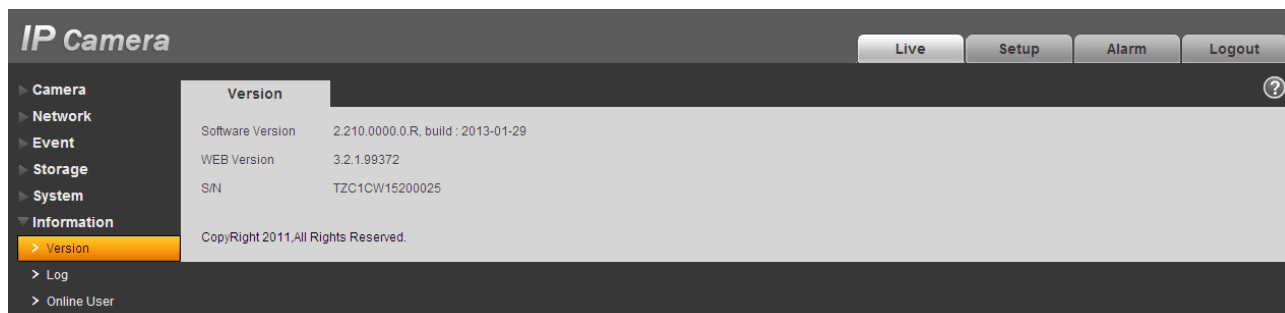 IP Camera
Live Setup Alarm Logout
Camera
Network
Event
Storage
System
Information
Version
Log
Online User
Version
?
Software Version 2.210.0000.0.R, build : 2013-01-29
WEB Version 3.2.1.99372
S/N TZC1CW15200025
CopyRight 2011,All Rights Reserved.